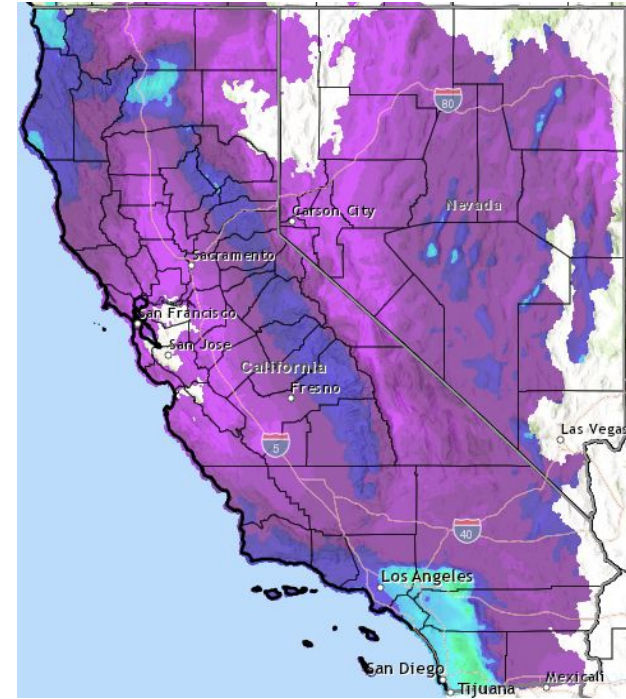 80
Carson City
Nevada
Sacramento
San Francisco
San Jose
California
Fresno
5
Las Vegas
40
Los Angeles
San Diego
Tijuana
Mexicali